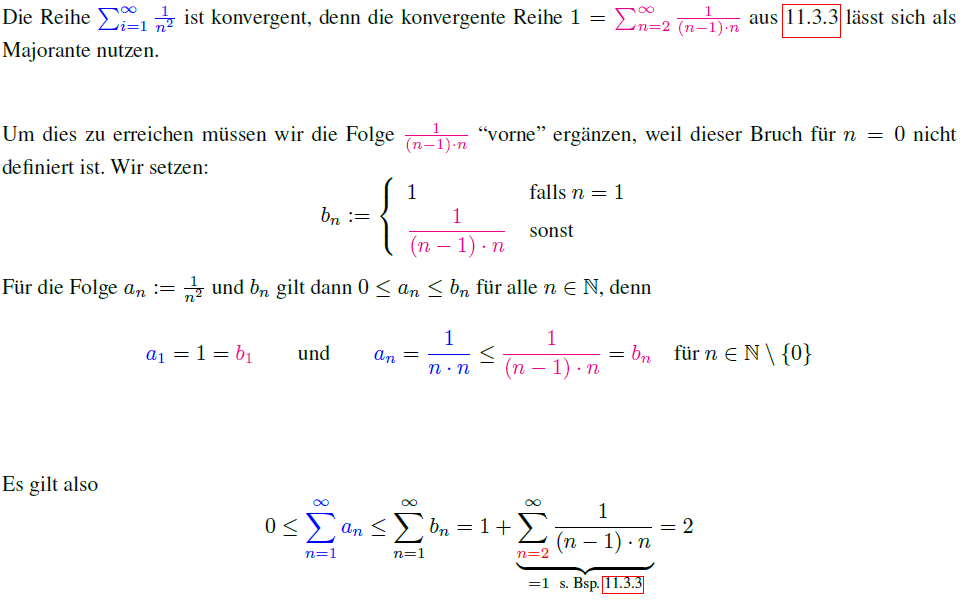 Die Reihe $\sum_{i=1}^{\infty} \frac{1}{n^2}$ ist konvergent, denn die konvergente Reihe $1 = \sum_{n=2}^{\infty} \frac{1}{(n-1)\cdot n}$ aus 11.3.3 lässt sich als
Majorante nutzen.
Um dies zu erreichen müssen wir die Folge $\frac{1}{(n-1)\cdot n}$ “vorne” ergänzen, weil dieser Bruch für $n = 0$ nicht
definiert ist. Wir setzen:
$b_n := \begin{cases} 1 & \text{falls } n = 1 \\ \dfrac{1}{(n-1)\cdot n} & \text{sonst} \end{cases}$
Für die Folge $a_n := \frac{1}{n^2}$ und $b_n$ gilt dann $0 \leq a_n \leq b_n$ für alle $n \in \mathbb{N}$, denn
$a_1 = 1 = b_1$ und $a_n = \dfrac{1}{n \cdot n} \leq \dfrac{1}{(n-1)\cdot n} = b_n$ für $n \in \mathbb{N} \setminus \{0\}$
Es gilt also
$0 \leq \sum_{n=1}^{\infty} a_n \leq \sum_{n=1}^{\infty} b_n = 1 + \underbrace{\sum_{n=2}^{\infty} \frac{1}{(n-1)\cdot n}}_{=1 \text{ s. Bsp. } 11.3.3} = 2$